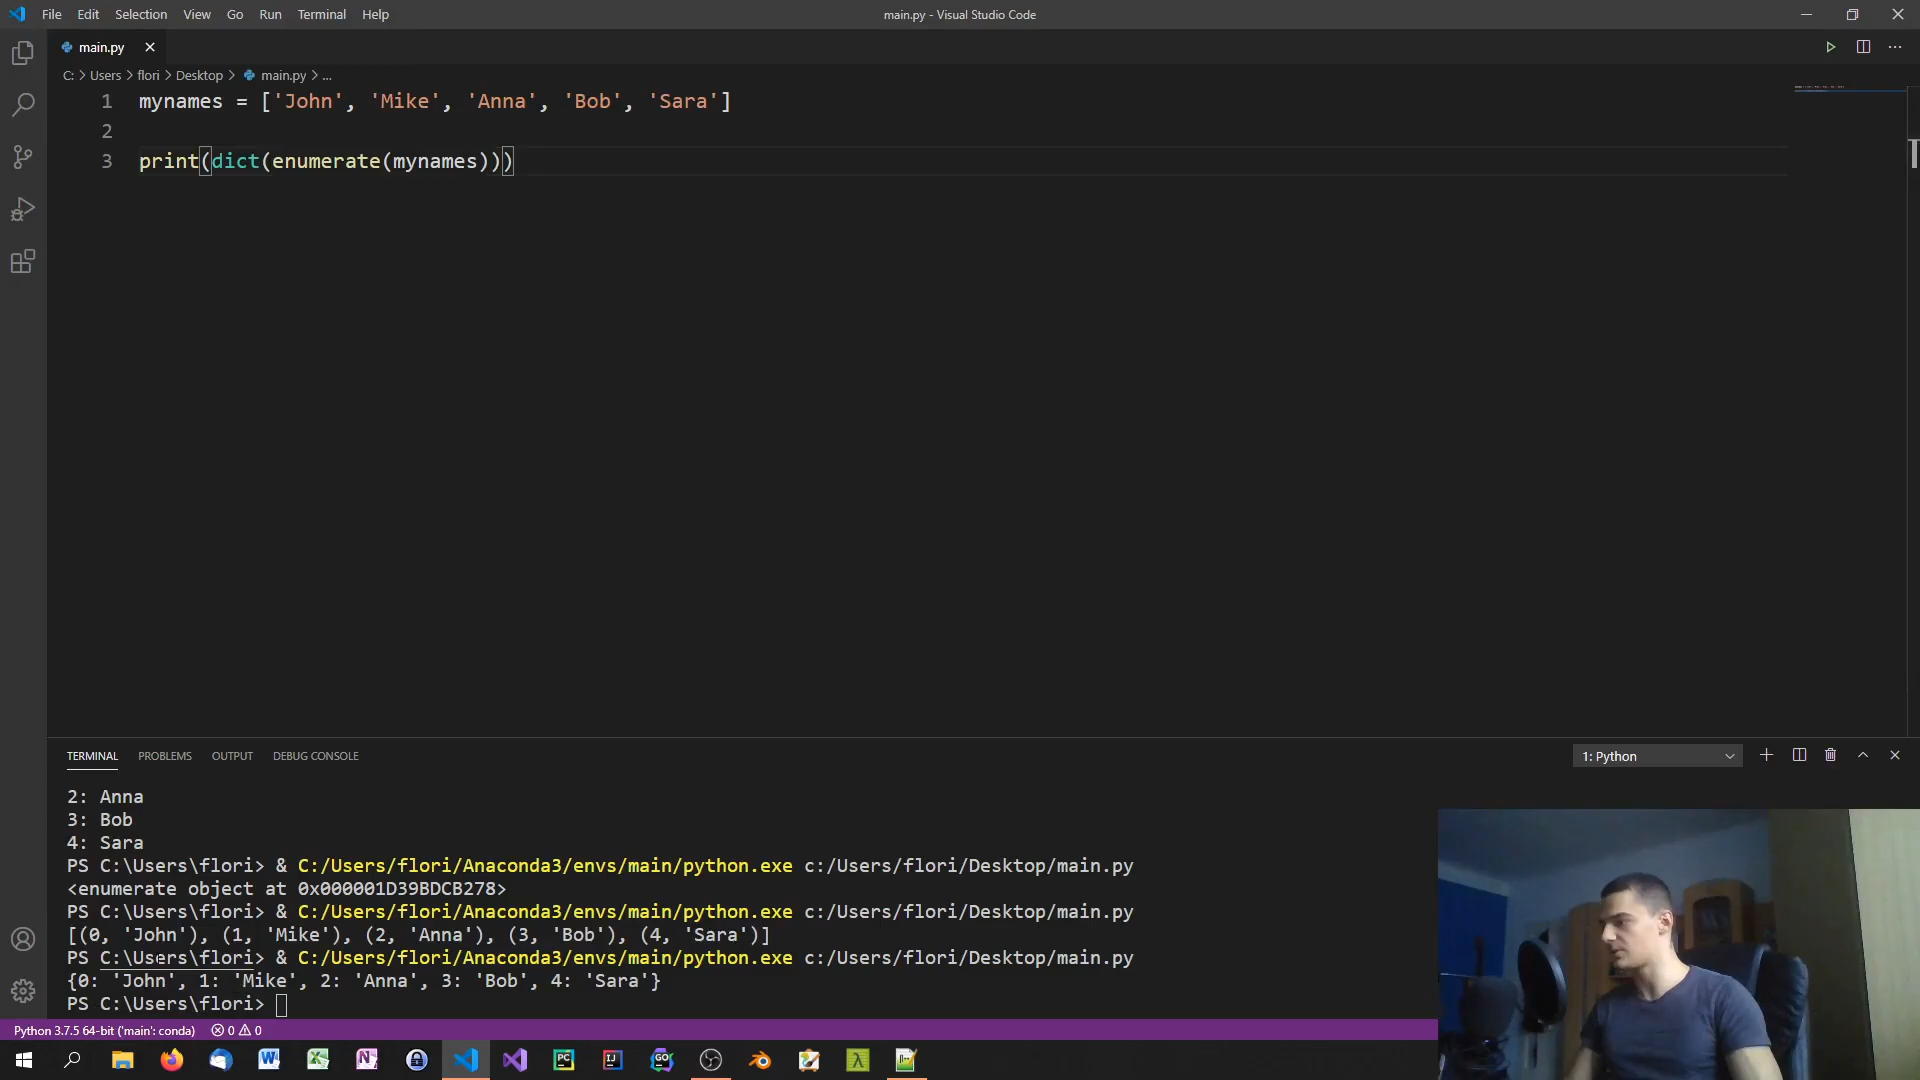 File Edit Selection View Go Run Terminal Help
main.py - Visual Studio Code
main.py
C: > Users > flori > Desktop > main.py > ...
1 mynames = ['John', 'Mike', 'Anna', 'Bob', 'Sara']
2
3 print(dict(enumerate(mynames)))
TERMINAL PROBLEMS OUTPUT DEBUG CONSOLE
1: Python
2: Anna
3: Bob
4: Sara
PS C:\Users\flori> & C:/Users/flori/Anaconda3/envs/main/python.exe c:/Users/flori/Desktop/main.py
<enumerate object at 0x000001D39BDCB278>
PS C:\Users\flori> & C:/Users/flori/Anaconda3/envs/main/python.exe c:/Users/flori/Desktop/main.py
[(0, 'John'), (1, 'Mike'), (2, 'Anna'), (3, 'Bob'), (4, 'Sara')]
PS C:\Users\flori> & C:/Users/flori/Anaconda3/envs/main/python.exe c:/Users/flori/Desktop/main.py
{0: 'John', 1: 'Mike', 2: 'Anna', 3: 'Bob', 4: 'Sara'}
PS C:\Users\flori>
Python 3.7.5 64-bit ('main': conda) 0 0